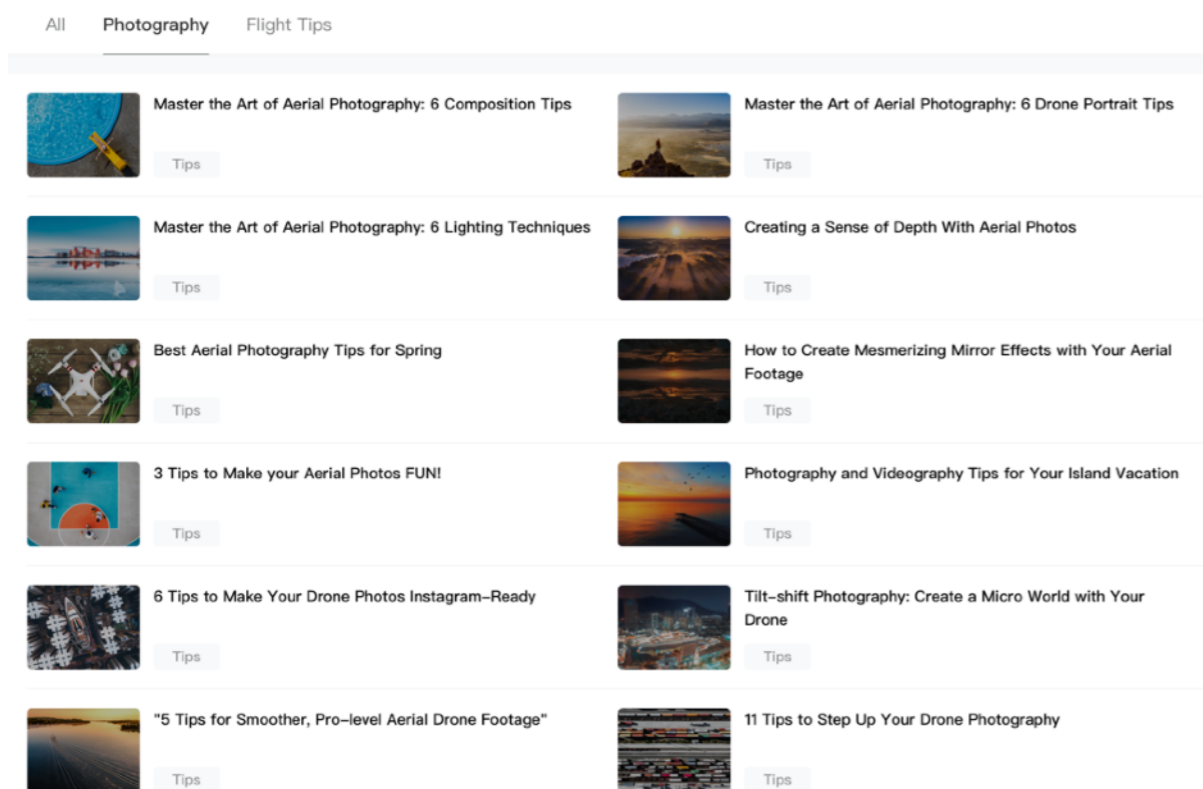 All
Photography
Flight Tips
Master the Art of Aerial Photography: 6 Composition Tips
Tips
Master the Art of Aerial Photography: 6 Drone Portrait Tips
Tips
Master the Art of Aerial Photography: 6 Lighting Techniques
Tips
Creating a Sense of Depth With Aerial Photos
Tips
Best Aerial Photography Tips for Spring
Tips
How to Create Mesmerizing Mirror Effects with Your Aerial
Footage
Tips
3 Tips to Make your Aerial Photos FUN!
Tips
Photography and Videography Tips for Your Island Vacation
Tips
6 Tips to Make Your Drone Photos Instagram-Ready
Tips
Tilt-shift Photography: Create a Micro World with Your
Drone
Tips
"5 Tips for Smoother, Pro-level Aerial Drone Footage"
Tips
11 Tips to Step Up Your Drone Photography
Tips